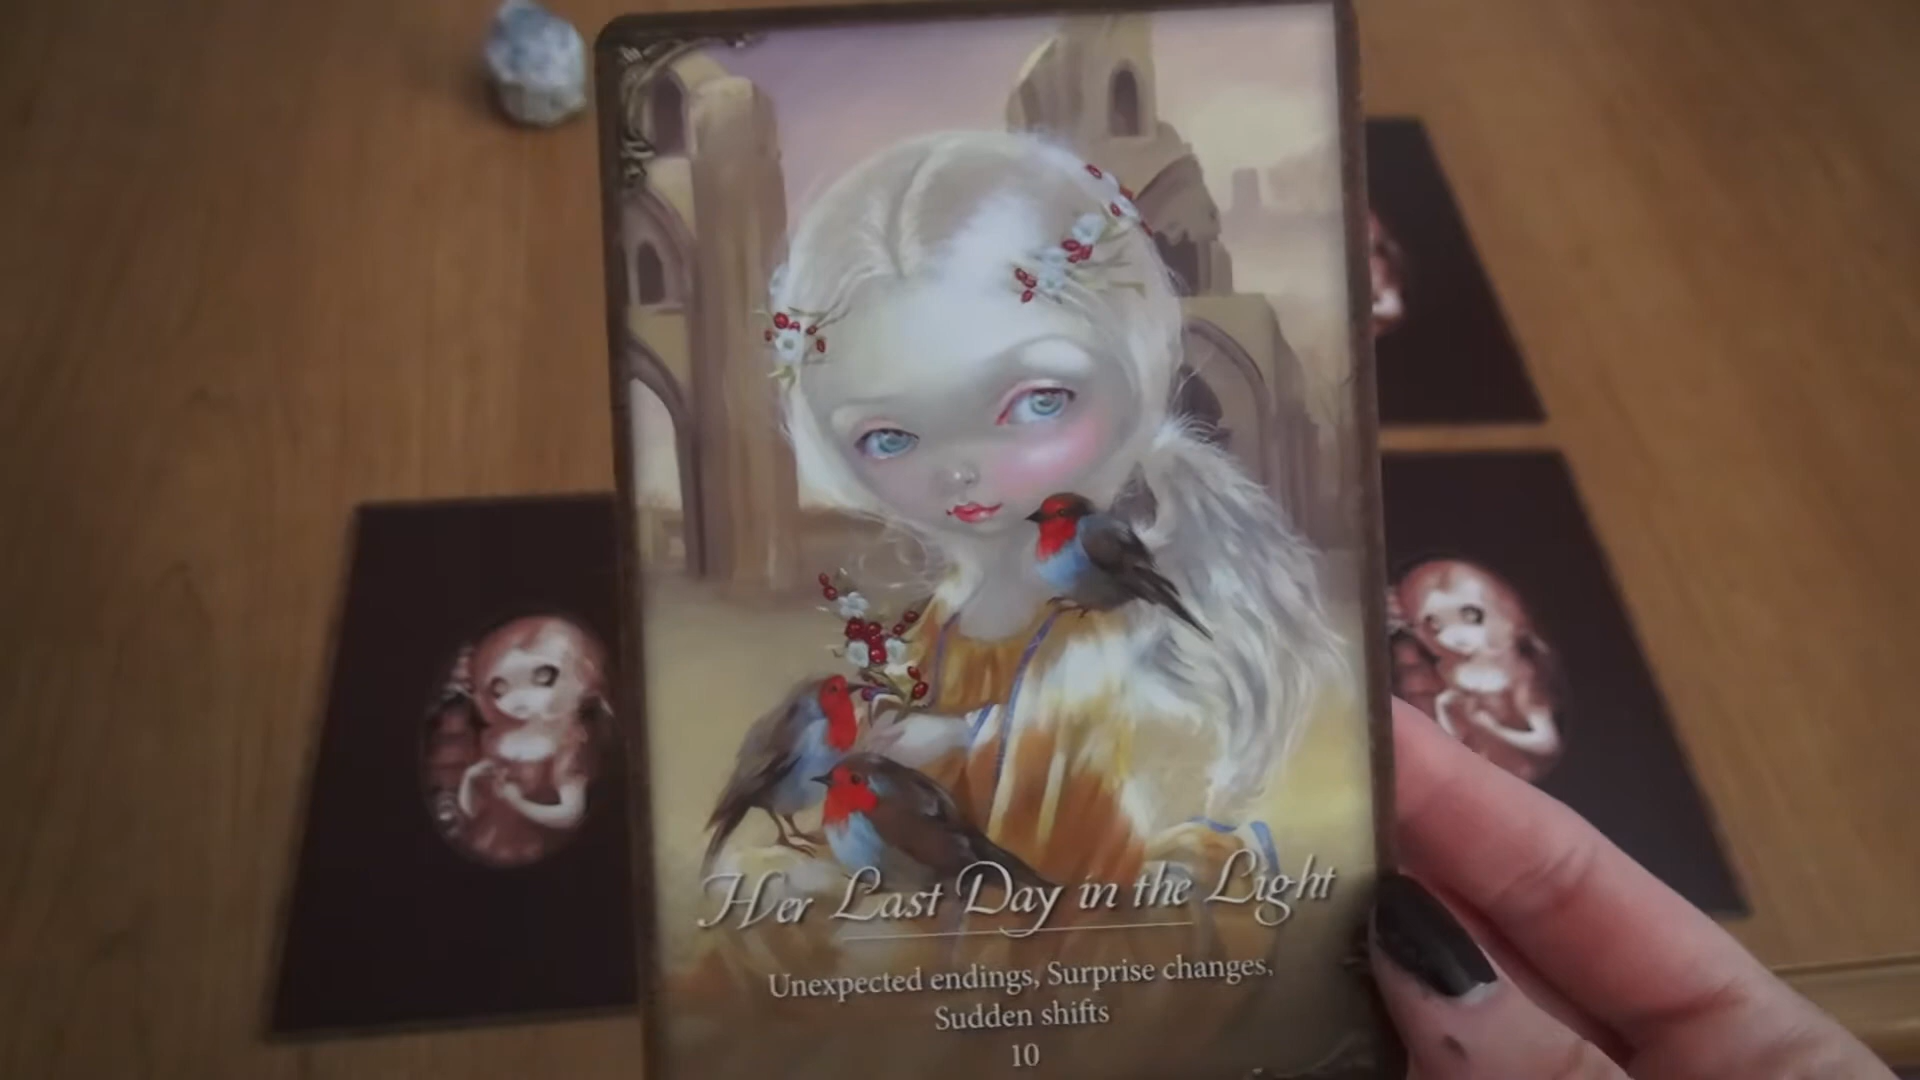 Her Last Day in the Light
Unexpected endings, Surprise changes,
Sudden shifts
10